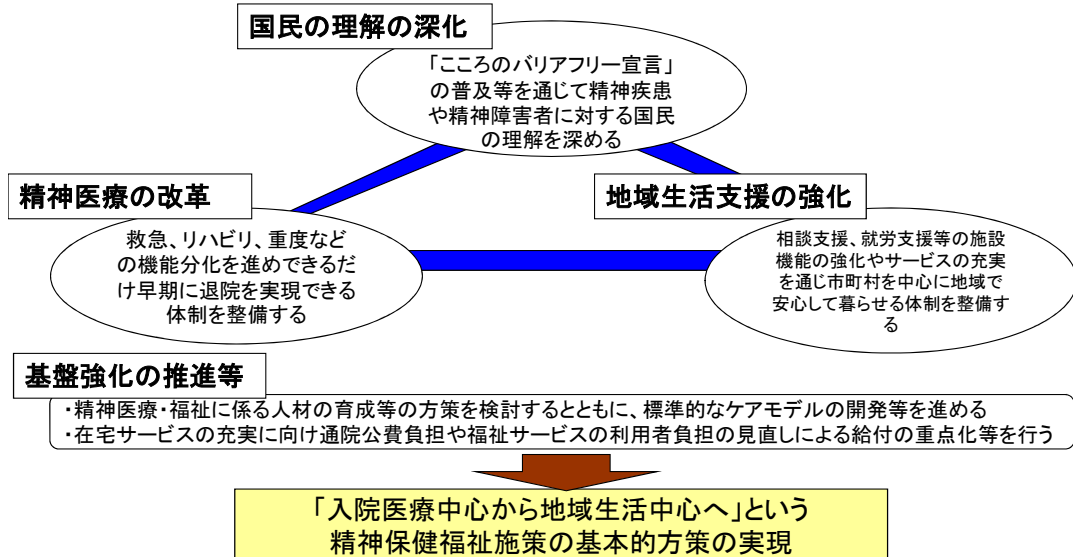 国民の理解の深化
「こころのバリアフリー宣言」
の普及等を通じて精神疾患
や精神障害者に対する国民
の理解を深める
精神医療の改革
救急、リハビリ、重度など
の機能分化を進めできるだ
け早期に退院を実現できる
体制を整備する
地域生活支援の強化
相談支援、就労支援等の施設
機能の強化やサービスの充実
を通じ市町村を中心に地域で
安心して暮らせる体制を整備す
る
基盤強化の推進等
・精神医療・福祉に係る人材の育成等の方策を検討するとともに、標準的なケアモデルの開発等を進める
・在宅サービスの充実に向け通院公費負担や福祉サービスの利用者負担の見直しによる給付の重点化等を行う
「入院医療中心から地域生活中心へ」という
精神保健福祉施策の基本的方策の実現